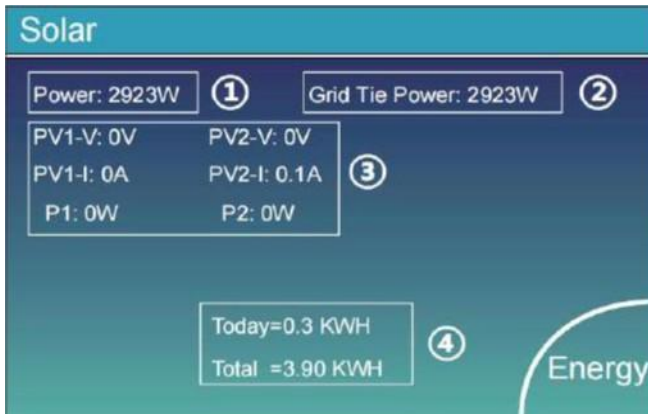 Solar
Power: 2923W ① Grid Tie Power: 2923W ②
PV1-V: 0V PV2-V: 0V
PV1-I: 0A PV2-I: 0.1A ③
P1: 0W P2: 0W
Today=0.3 KWH
④
Total =3.90 KWH
Energy